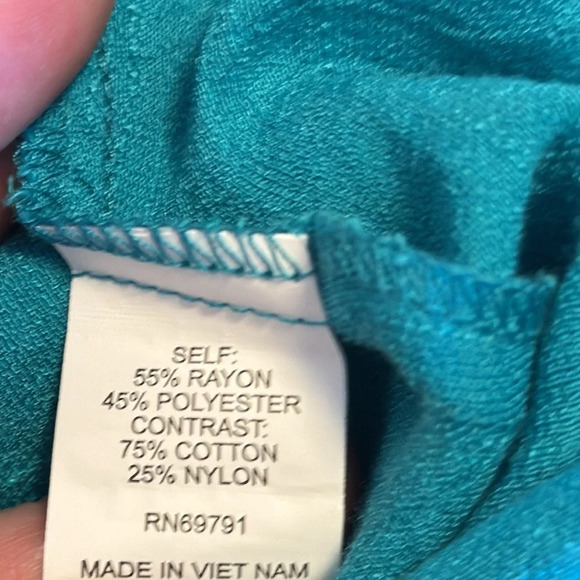 SELF:
55% RAYON
45% POLYESTER
CONTRAST:
75% COTTON
25% NYLON
RN69791
MADE IN VIET NAM